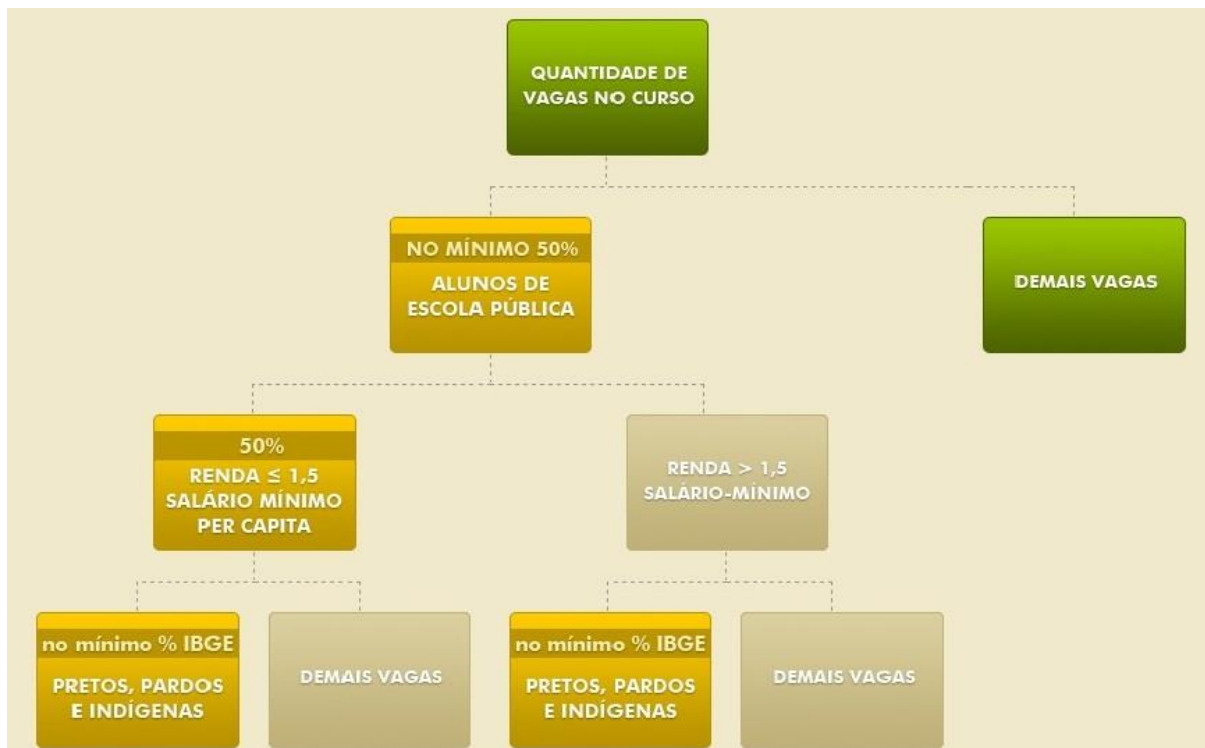 QUANTIDADE DE
VAGAS NO CURSO
NO MÍNIMO 50%
ALUNOS DE
ESCOLA PÚBLICA
DEMAIS VAGAS
50%
RENDA ≤ 1,5
SALÁRIO MÍNIMO
PER CAPITA
RENDA > 1,5
SALÁRIO-MÍNIMO
no mínimo % IBGE
PRETOS, PARDOS
E INDÍGENAS
DEMAIS VAGAS
no mínimo % IBGE
PRETOS, PARDOS
E INDÍGENAS
DEMAIS VAGAS